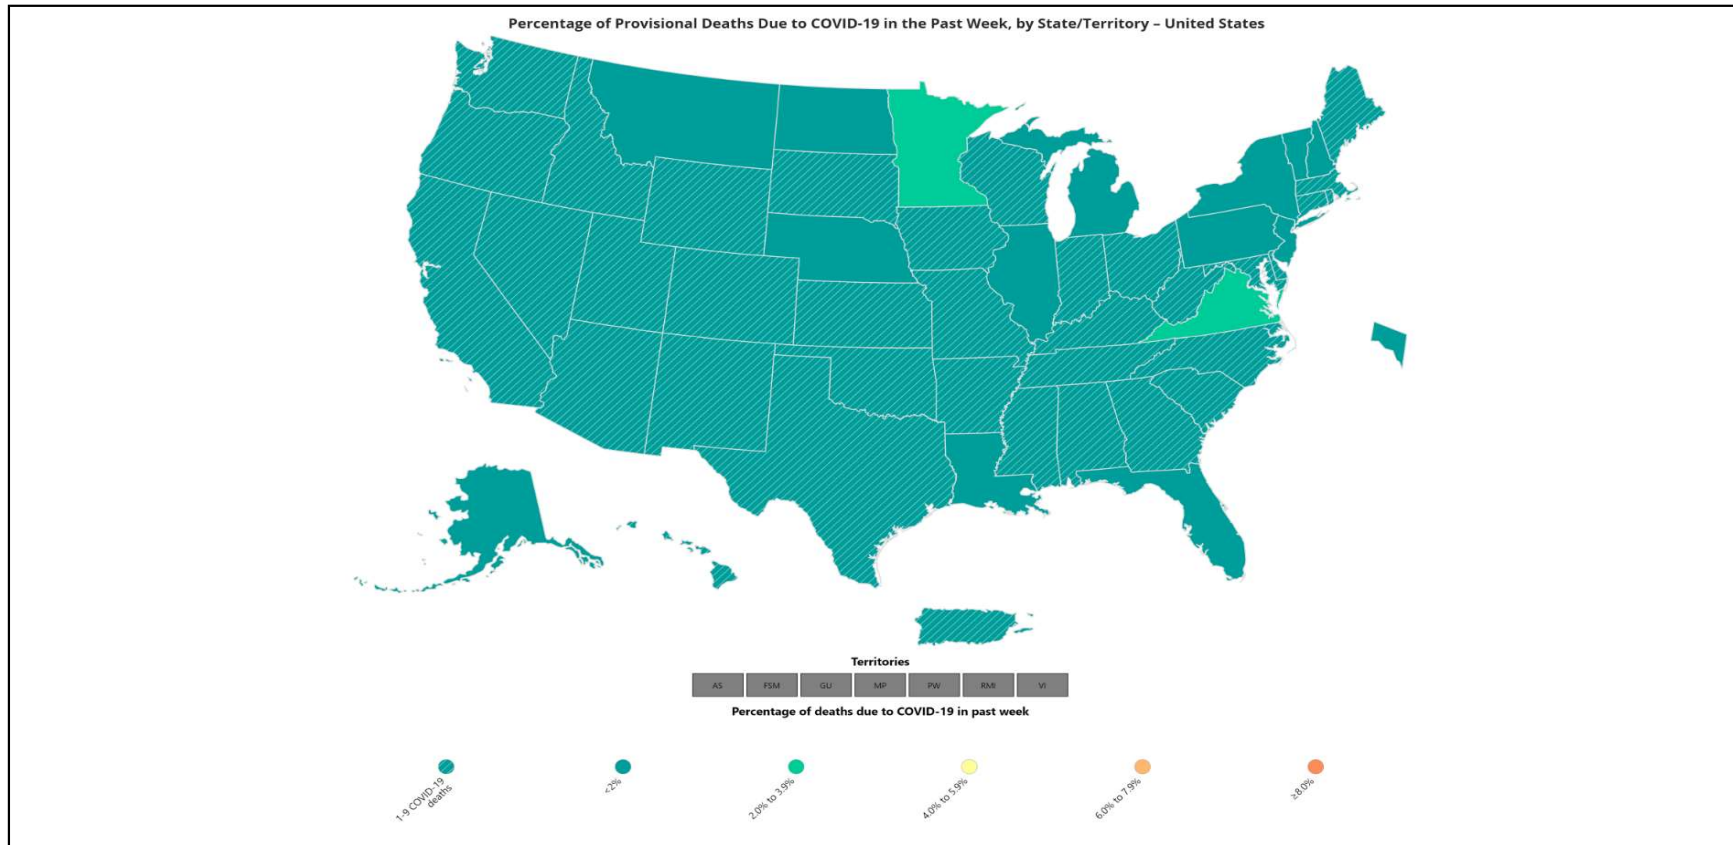 Percentage of Provisional Deaths Due to COVID-19 in the Past Week, by State/Territory – United States
Territories
AS FSM GU MP PW RMI VI
Percentage of deaths due to COVID-19 in past week
1-9 COVID-19
deaths
<2%
2.0% to 3.9%
4.0% to 5.9%
6.0% to 7.9%
≥8.0%